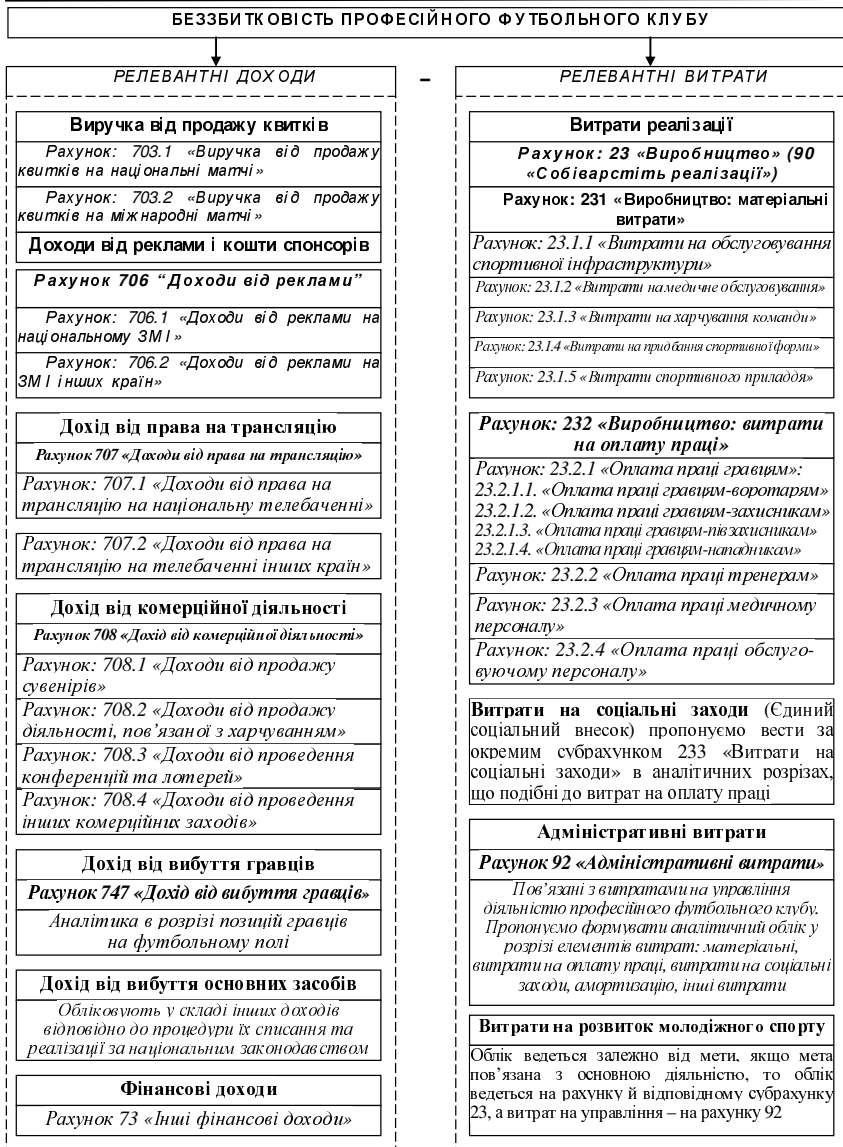 БЕЗЗБИТКОВІСТЬ ПРОФЕСІЙНОГО ФУТБОЛЬНОГО КЛУБУ
РЕЛЕВАНТНІ ДОХОДИ
–
РЕЛЕВАНТНІ ВИТРАТИ
Виручка від продажу квитків
Рахунок: 703.1 «Виручка від продажу
квитків на національні матчі»
Рахунок: 703.2 «Виручка від продажу
квитків на міжнародні матчі»
Доходи від реклами і кошти спонсорів
Рахунок 706 “Доходи від реклами”
Рахунок: 706.1 «Доходи від реклами на
національному ЗМІ»
Рахунок: 706.2 «Доходи від реклами на
ЗМІ інших країн»
Дохід від права на трансляцію
Рахунок 707 «Доходи від права на трансляцію»
Рахунок: 707.1 «Доходи від права на
трансляцію на національну телебаченні»
Рахунок: 707.2 «Доходи від права на
трансляцію на телебаченні інших країн»
Дохід від комерційної діяльності
Рахунок 708 «Дохід від комерційної діяльності»
Рахунок: 708.1 «Доходи від продажу
сувенірів»
Рахунок: 708.2 «Доходи від продажу
діяльності, пов’язаної з харчуванням»
Рахунок: 708.3 «Доходи від проведення
конференцій та лотерей»
Рахунок: 708.4 «Доходи від проведення
інших комерційних заходів»
Дохід від вибуття гравців
Рахунок 747 «Дохід від вибуття гравців»
Аналітика в розрізі позицій гравців
на футбольному полі
Дохід від вибуття основних засобів
Обліковують у складі інших доходів
відповідно до процедури їх списання та
реалізації за національним законодавством
Фінансові доходи
Рахунок 73 «Інші фінансові доходи»
Витрати реалізації
Рахунок: 23 «Виробництво» (90
«Собіварстіть реалізації»)
Рахунок: 231 «Виробництво: матеріальні
витрати»
Рахунок: 23.1.1 «Витрати на обслуговування
спортивної інфраструктури»
Рахунок: 23.1.2 «Витрати на медичне обслуговування»
Рахунок: 23.1.3 «Витрати на харчування команди»
Рахунок: 23.1.4 «Витрати на придбання спортивної форми»
Рахунок: 23.1.5 «Витрати спортивного приладдя»
Рахунок: 232 «Виробництво: витрати
на оплату праці»
Рахунок: 23.2.1 «Оплата праці гравцям»:
23.2.1.1. «Оплата праці гравцям-воротарям»
23.2.1.2. «Оплата праці гравцям-захисникам»
23.2.1.3. «Оплата праці гравцям-півзахисникам»
23.2.1.4. «Оплата праці гравцям-нападникам»
Рахунок: 23.2.2 «Оплата праці тренерам»
Рахунок: 23.2.3 «Оплата праці медичному
персоналу»
Рахунок: 23.2.4 «Оплата праці обслуго-
вуючому персоналу»
Витрати на соціальні заходи (Єдиний
соціальний внесок) пропонуємо вести за
окремим субрахунком 233 «Витрати на
соціальні заходи» в аналітичних розрізах,
що подібні до витрат на оплату праці
Адміністративні витрати
Рахунок 92 «Адміністративні витрати»
Пов’язані з витратами на управління
діяльністю професійного футбольного клубу.
Пропонуємо формувати аналітичний облік у
розрізі елементів витрат: матеріальні,
витрати на оплату праці, витрати на соціальні
заходи, амортизацію, інші витрати
Витрати на розвиток молодіжного спорту
Облік ведеться залежно від мети, якщо мета
пов’язана з основною діяльністю, то облік
ведеться на рахунку й відповідному субрахунку
23, а витрат на управління – на рахунку 92